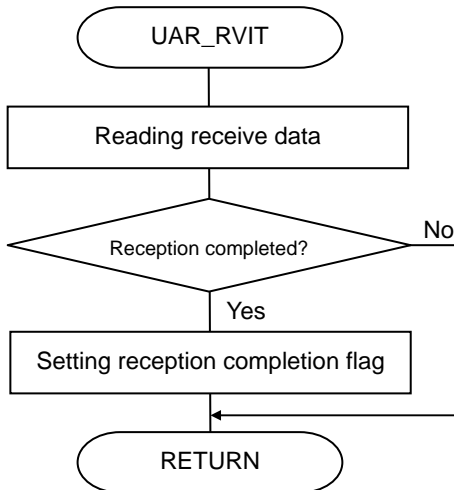 UAR_RVIT
Reading receive data
Reception completed?
No
Yes
Setting reception completion flag
RETURN